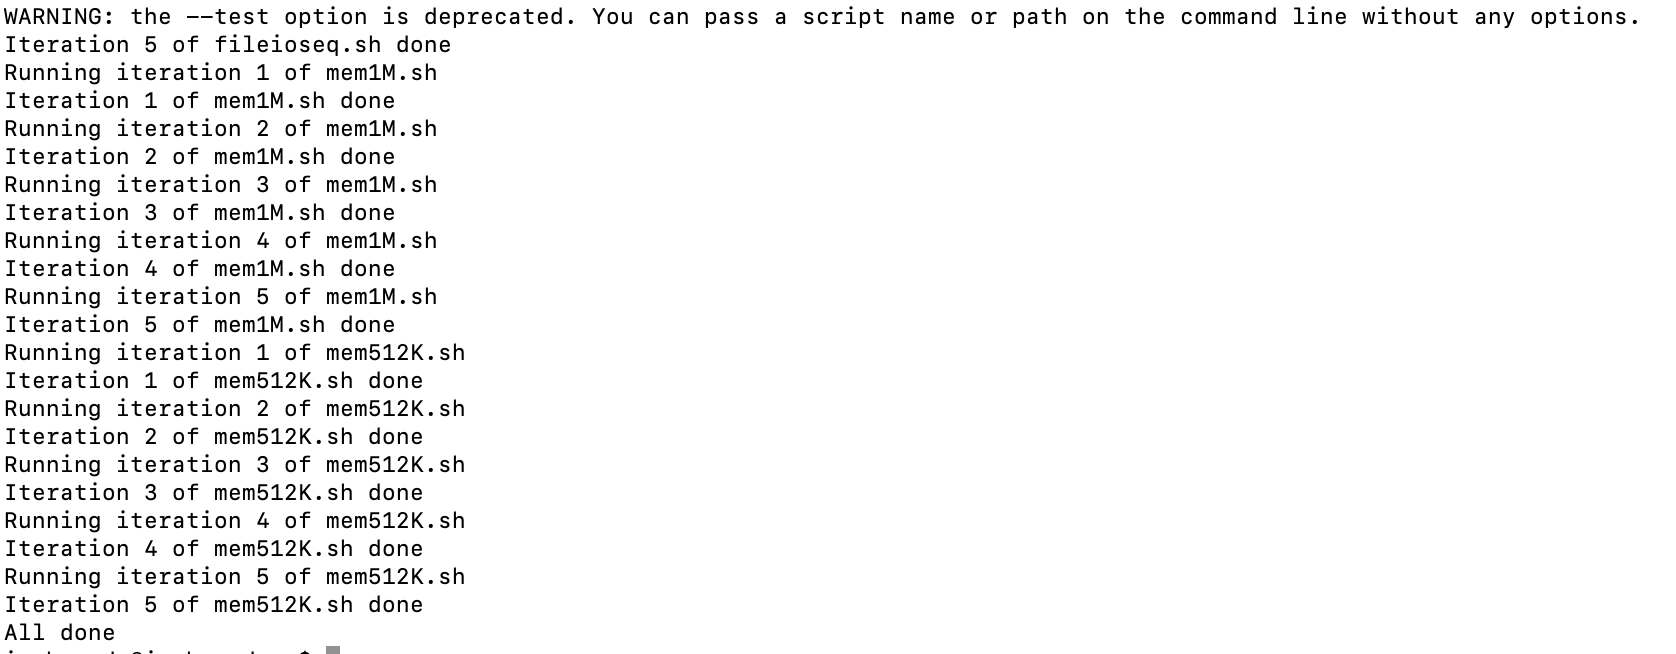 WARNING: the --test option is deprecated. You can pass a script name or path on the command line without any options.
Iteration 5 of fileioseq.sh done
Running iteration 1 of mem1M.sh
Iteration 1 of mem1M.sh done
Running iteration 2 of mem1M.sh
Iteration 2 of mem1M.sh done
Running iteration 3 of mem1M.sh
Iteration 3 of mem1M.sh done
Running iteration 4 of mem1M.sh
Iteration 4 of mem1M.sh done
Running iteration 5 of mem1M.sh
Iteration 5 of mem1M.sh done
Running iteration 1 of mem512K.sh
Iteration 1 of mem512K.sh done
Running iteration 2 of mem512K.sh
Iteration 2 of mem512K.sh done
Running iteration 3 of mem512K.sh
Iteration 3 of mem512K.sh done
Running iteration 4 of mem512K.sh
Iteration 4 of mem512K.sh done
Running iteration 5 of mem512K.sh
Iteration 5 of mem512K.sh done
All done